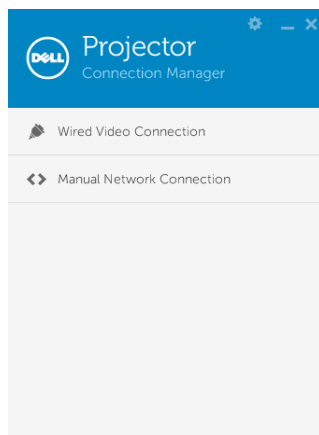 DELL
Projector
Connection Manager
Wired Video Connection
Manual Network Connection